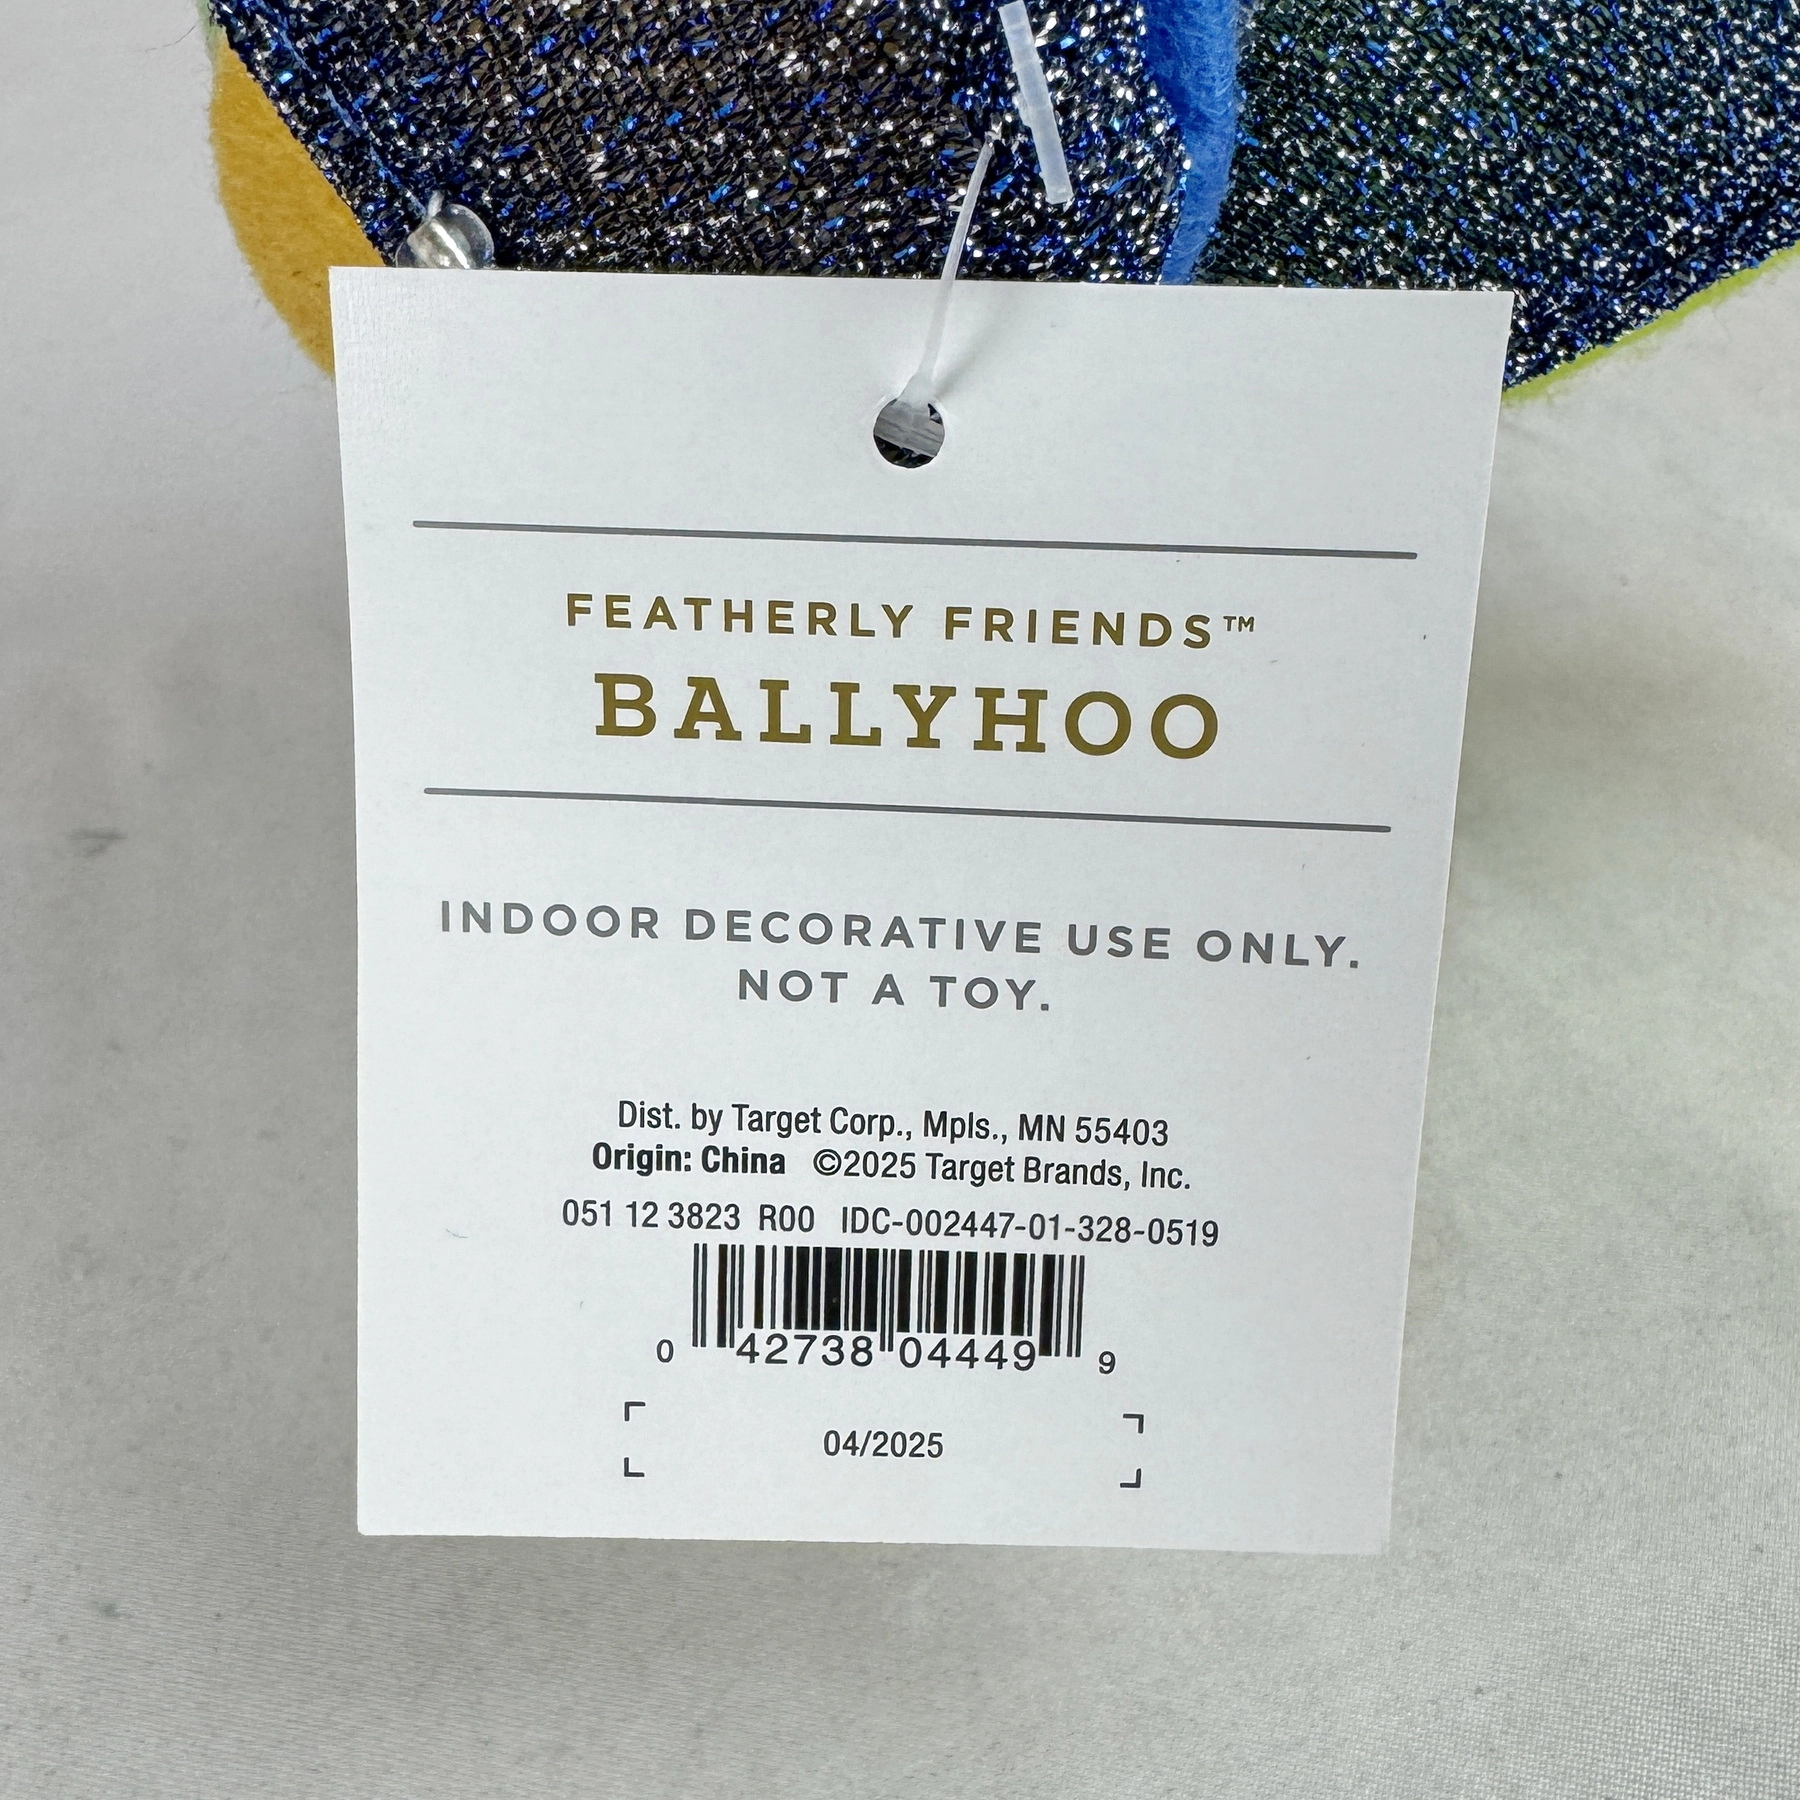 FEATHERLY FRIENDS™
BALLYHOO
INDOOR DECORATIVE USE ONLY.
NOT A TOY.
Dist. by Target Corp., Mpls., MN 55403
Origin: China ©2025 Target Brands, Inc.
051 12 3823 R00 IDC-002447-01-328-0519
0 42738 04449 9
04/2025